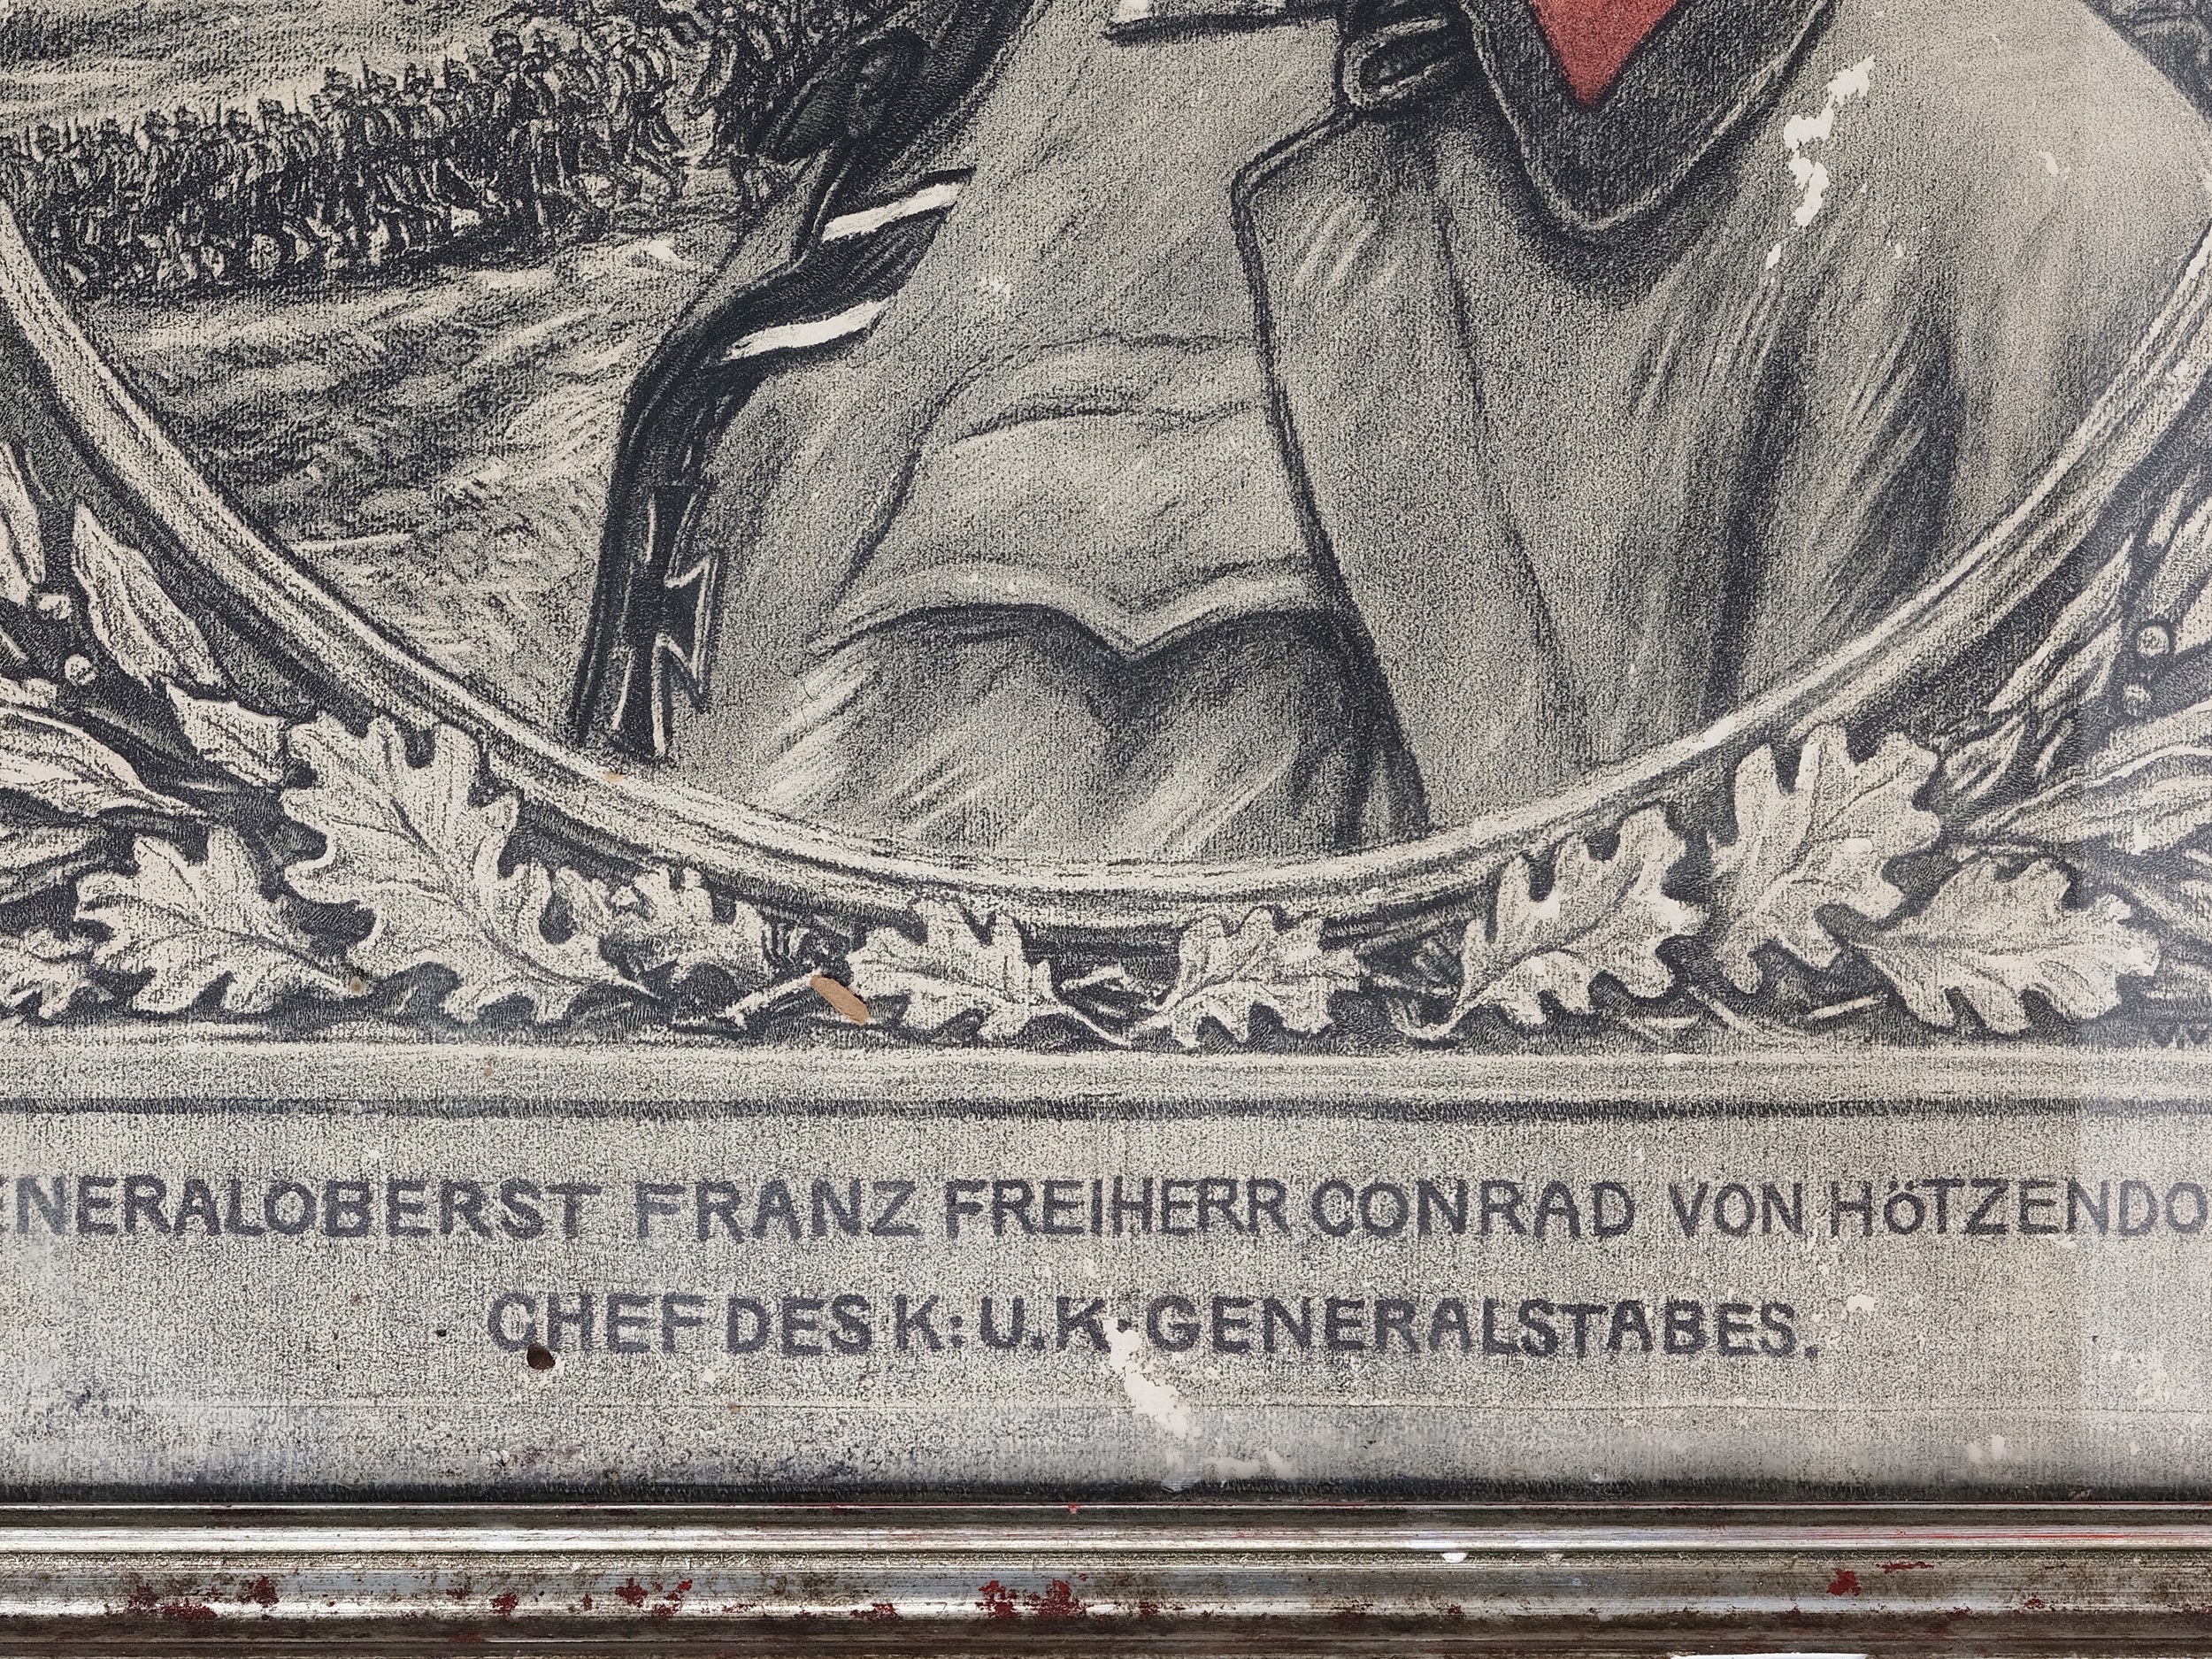 ENERALOBERST FRANZ FREIHERR CONRAD VON HöTZENDO
CHEF DES K: U. K. GENERALSTABES.